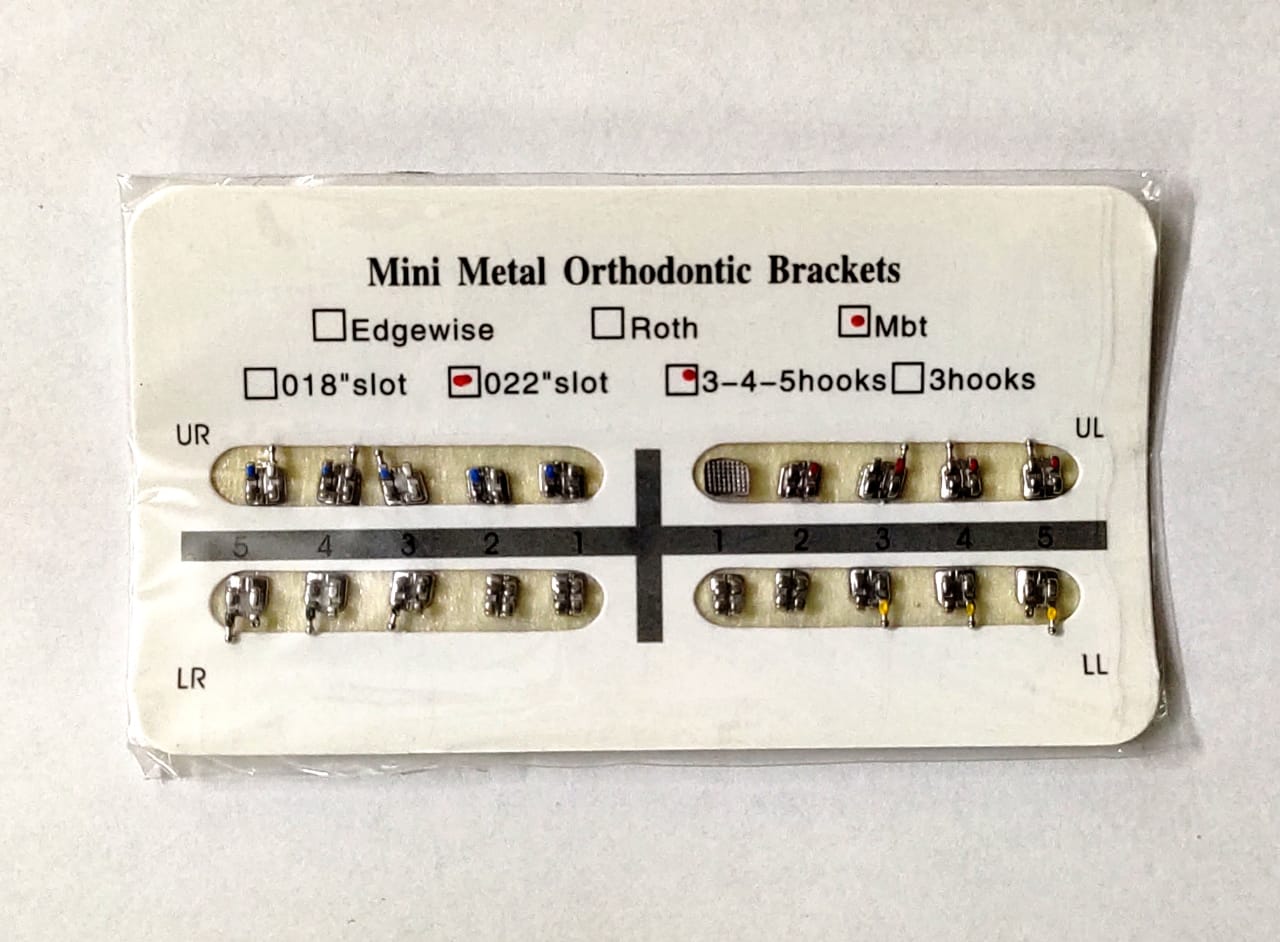 Mini Metal Orthodontic Brackets
Edgewise Roth Mbt
018"slot 022"slot 3-4-5hooks 3hooks
UR UL
5 4 3 2 1 1 2 3 4 5
LR LL